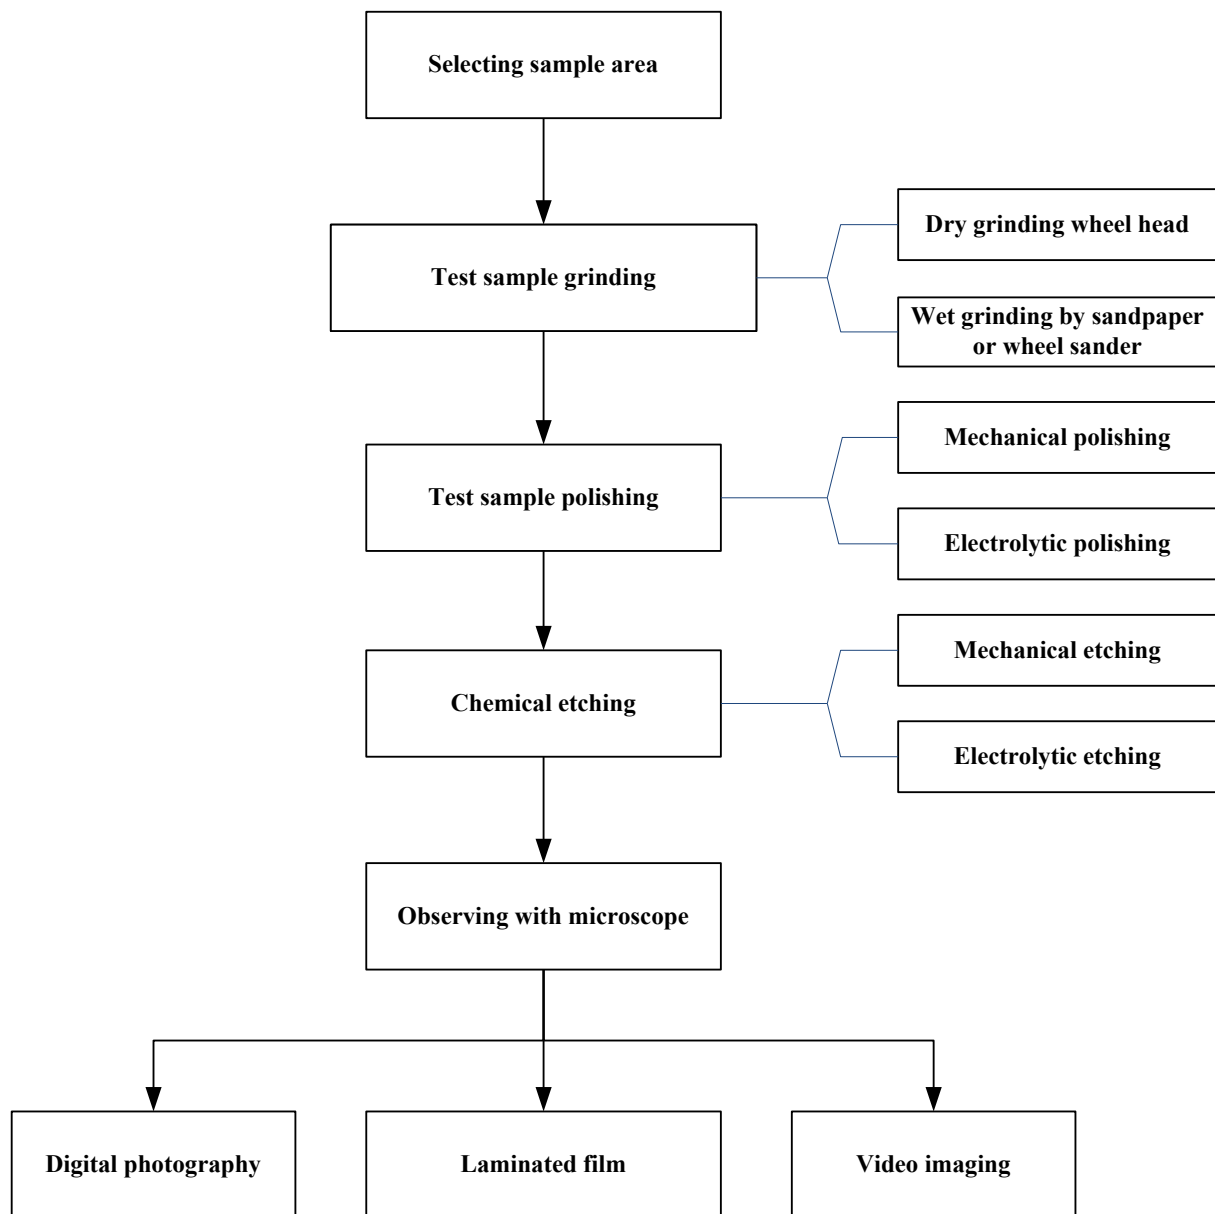 Selecting sample area
Test sample grinding
Dry grinding wheel head
Wet grinding by sandpaper
or wheel sander
Test sample polishing
Mechanical polishing
Electrolytic polishing
Chemical etching
Mechanical etching
Electrolytic etching
Observing with microscope
Digital photography
Laminated film
Video imaging